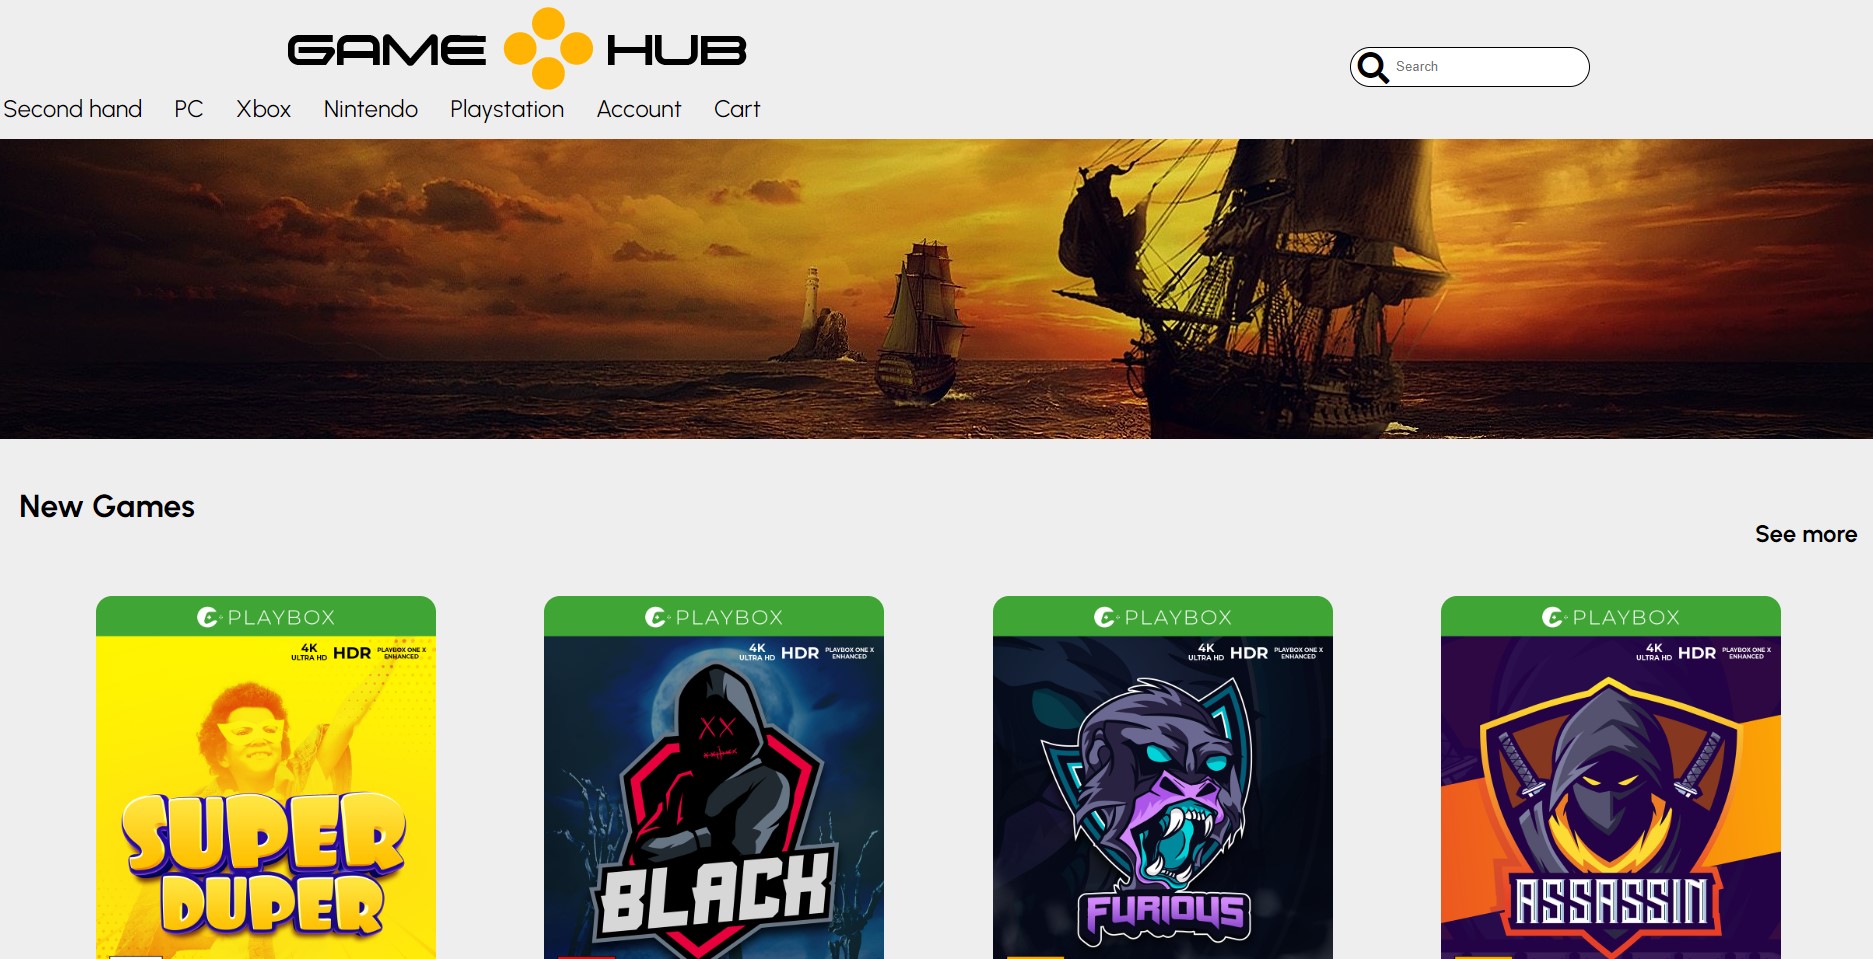 GAME HUB
Search
Second hand PC Xbox Nintendo Playstation Account Cart
New Games
See more
PLAYBOX
4K ULTRA HD HDR PLAYBOX ONE X ENHANCED
SUPER
DUPER
PLAYBOX
4K ULTRA HD HDR PLAYBOX ONE X ENHANCED
BLACK
PLAYBOX
4K ULTRA HD HDR PLAYBOX ONE X ENHANCED
FURIOUS
PLAYBOX
4K ULTRA HD HDR PLAYBOX ONE X ENHANCED
ASSASSIN